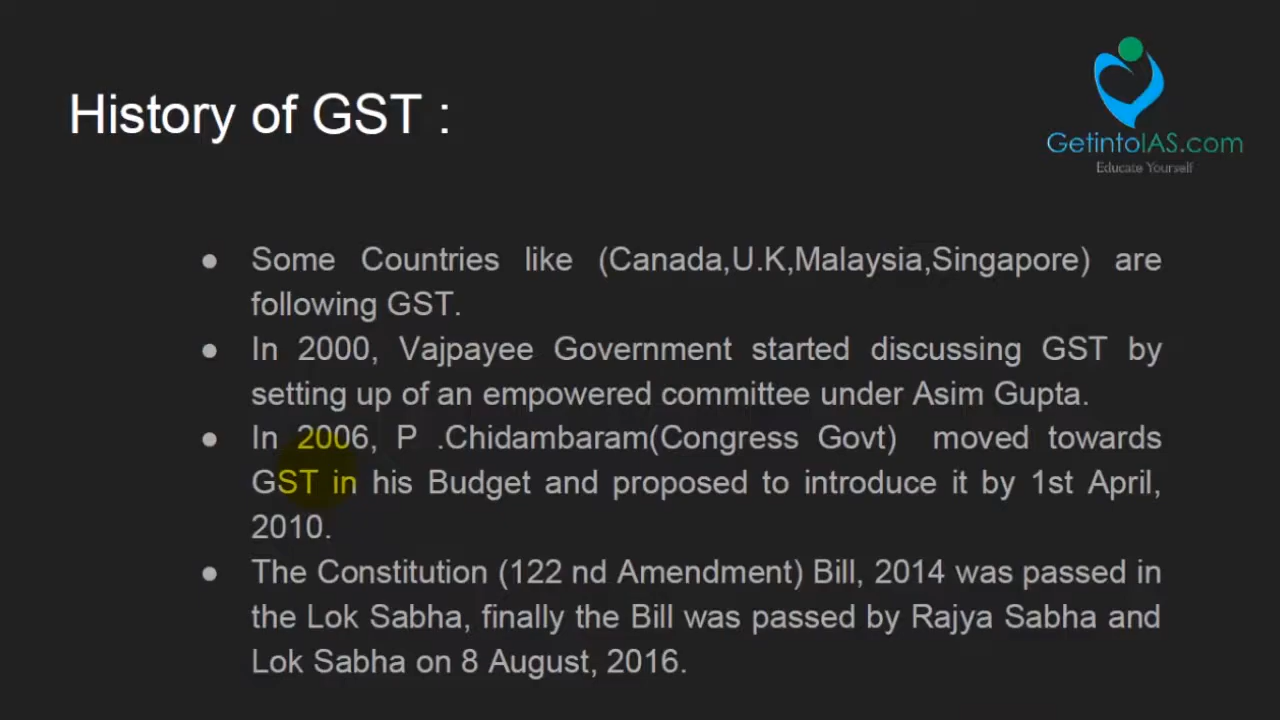 GetintoIAS.com
Educate Yourself
History of GST :
● Some Countries like (Canada,U.K,Malaysia,Singapore) are
following GST.
● In 2000, Vajpayee Government started discussing GST by
setting up of an empowered committee under Asim Gupta.
● In 2006, P .Chidambaram(Congress Govt) moved towards
GST in his Budget and proposed to introduce it by 1st April,
2010.
● The Constitution (122 nd Amendment) Bill, 2014 was passed in
the Lok Sabha, finally the Bill was passed by Rajya Sabha and
Lok Sabha on 8 August, 2016.